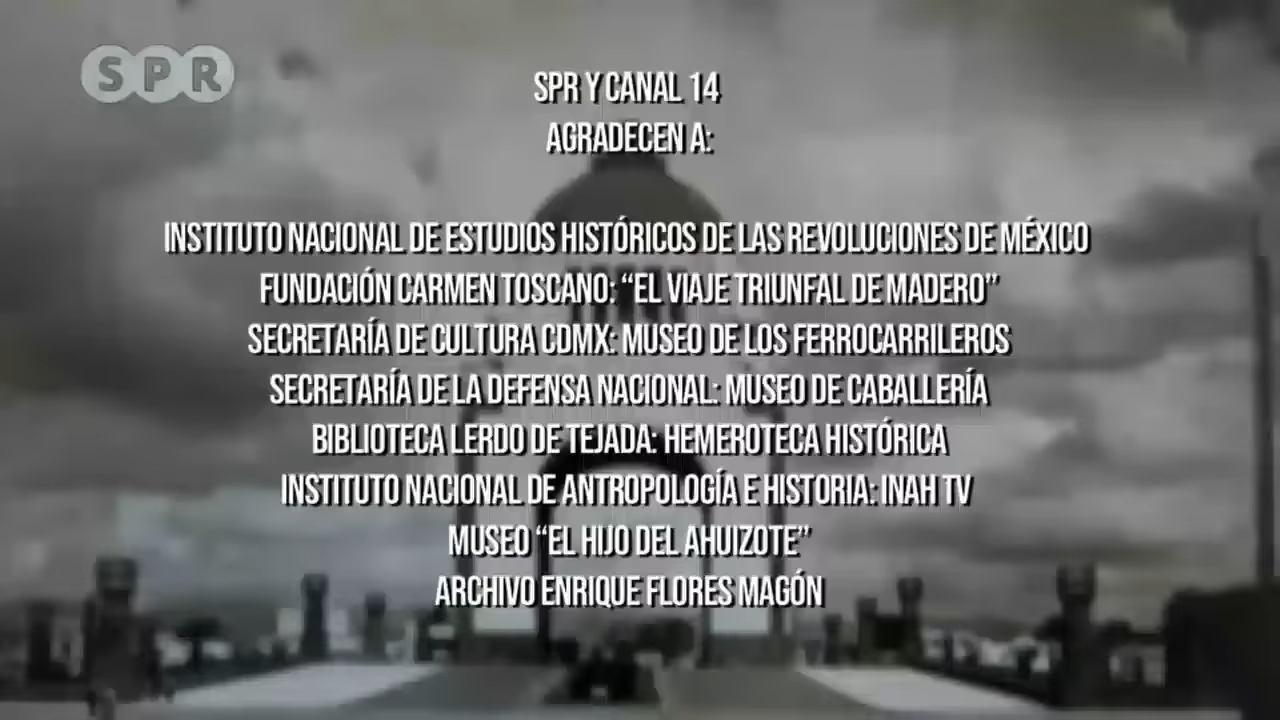 SPR
SPR Y CANAL 14
AGRADECEN A:
INSTITUTO NACIONAL DE ESTUDIOS HISTÓRICOS DE LAS REVOLUCIONES DE MÉXICO
FUNDACIÓN CARMEN TOSCANO: “EL VIAJE TRIUNFAL DE MADERO”
SECRETARÍA DE CULTURA CDMX: MUSEO DE LOS FERROCARRILEROS
SECRETARÍA DE LA DEFENSA NACIONAL: MUSEO DE CABALLERÍA
BIBLIOTECA LERDO DE TEJADA: HEMEROTECA HISTÓRICA
INSTITUTO NACIONAL DE ANTROPOLOGÍA E HISTORIA: INAH TV
MUSEO “EL HIJO DEL AHUIZOTE”
ARCHIVO ENRIQUE FLORES MAGÓN